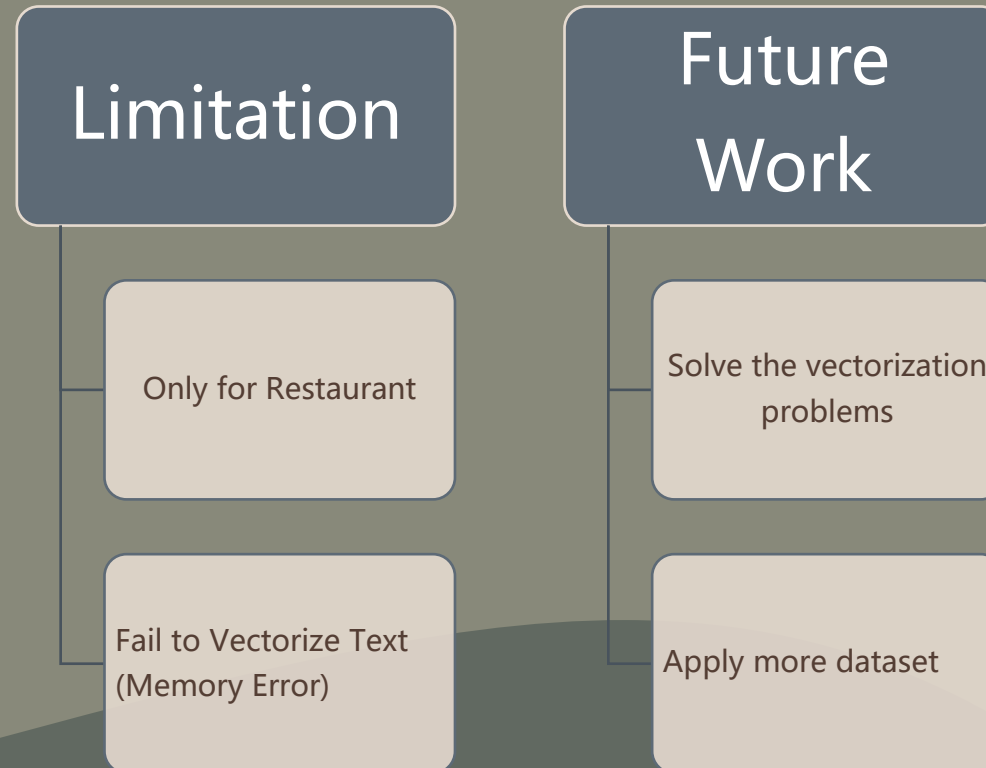 Limitation
Only for Restaurant
Fail to Vectorize Text
(Memory Error)
Future
Work
Solve the vectorization
problems
Apply more dataset